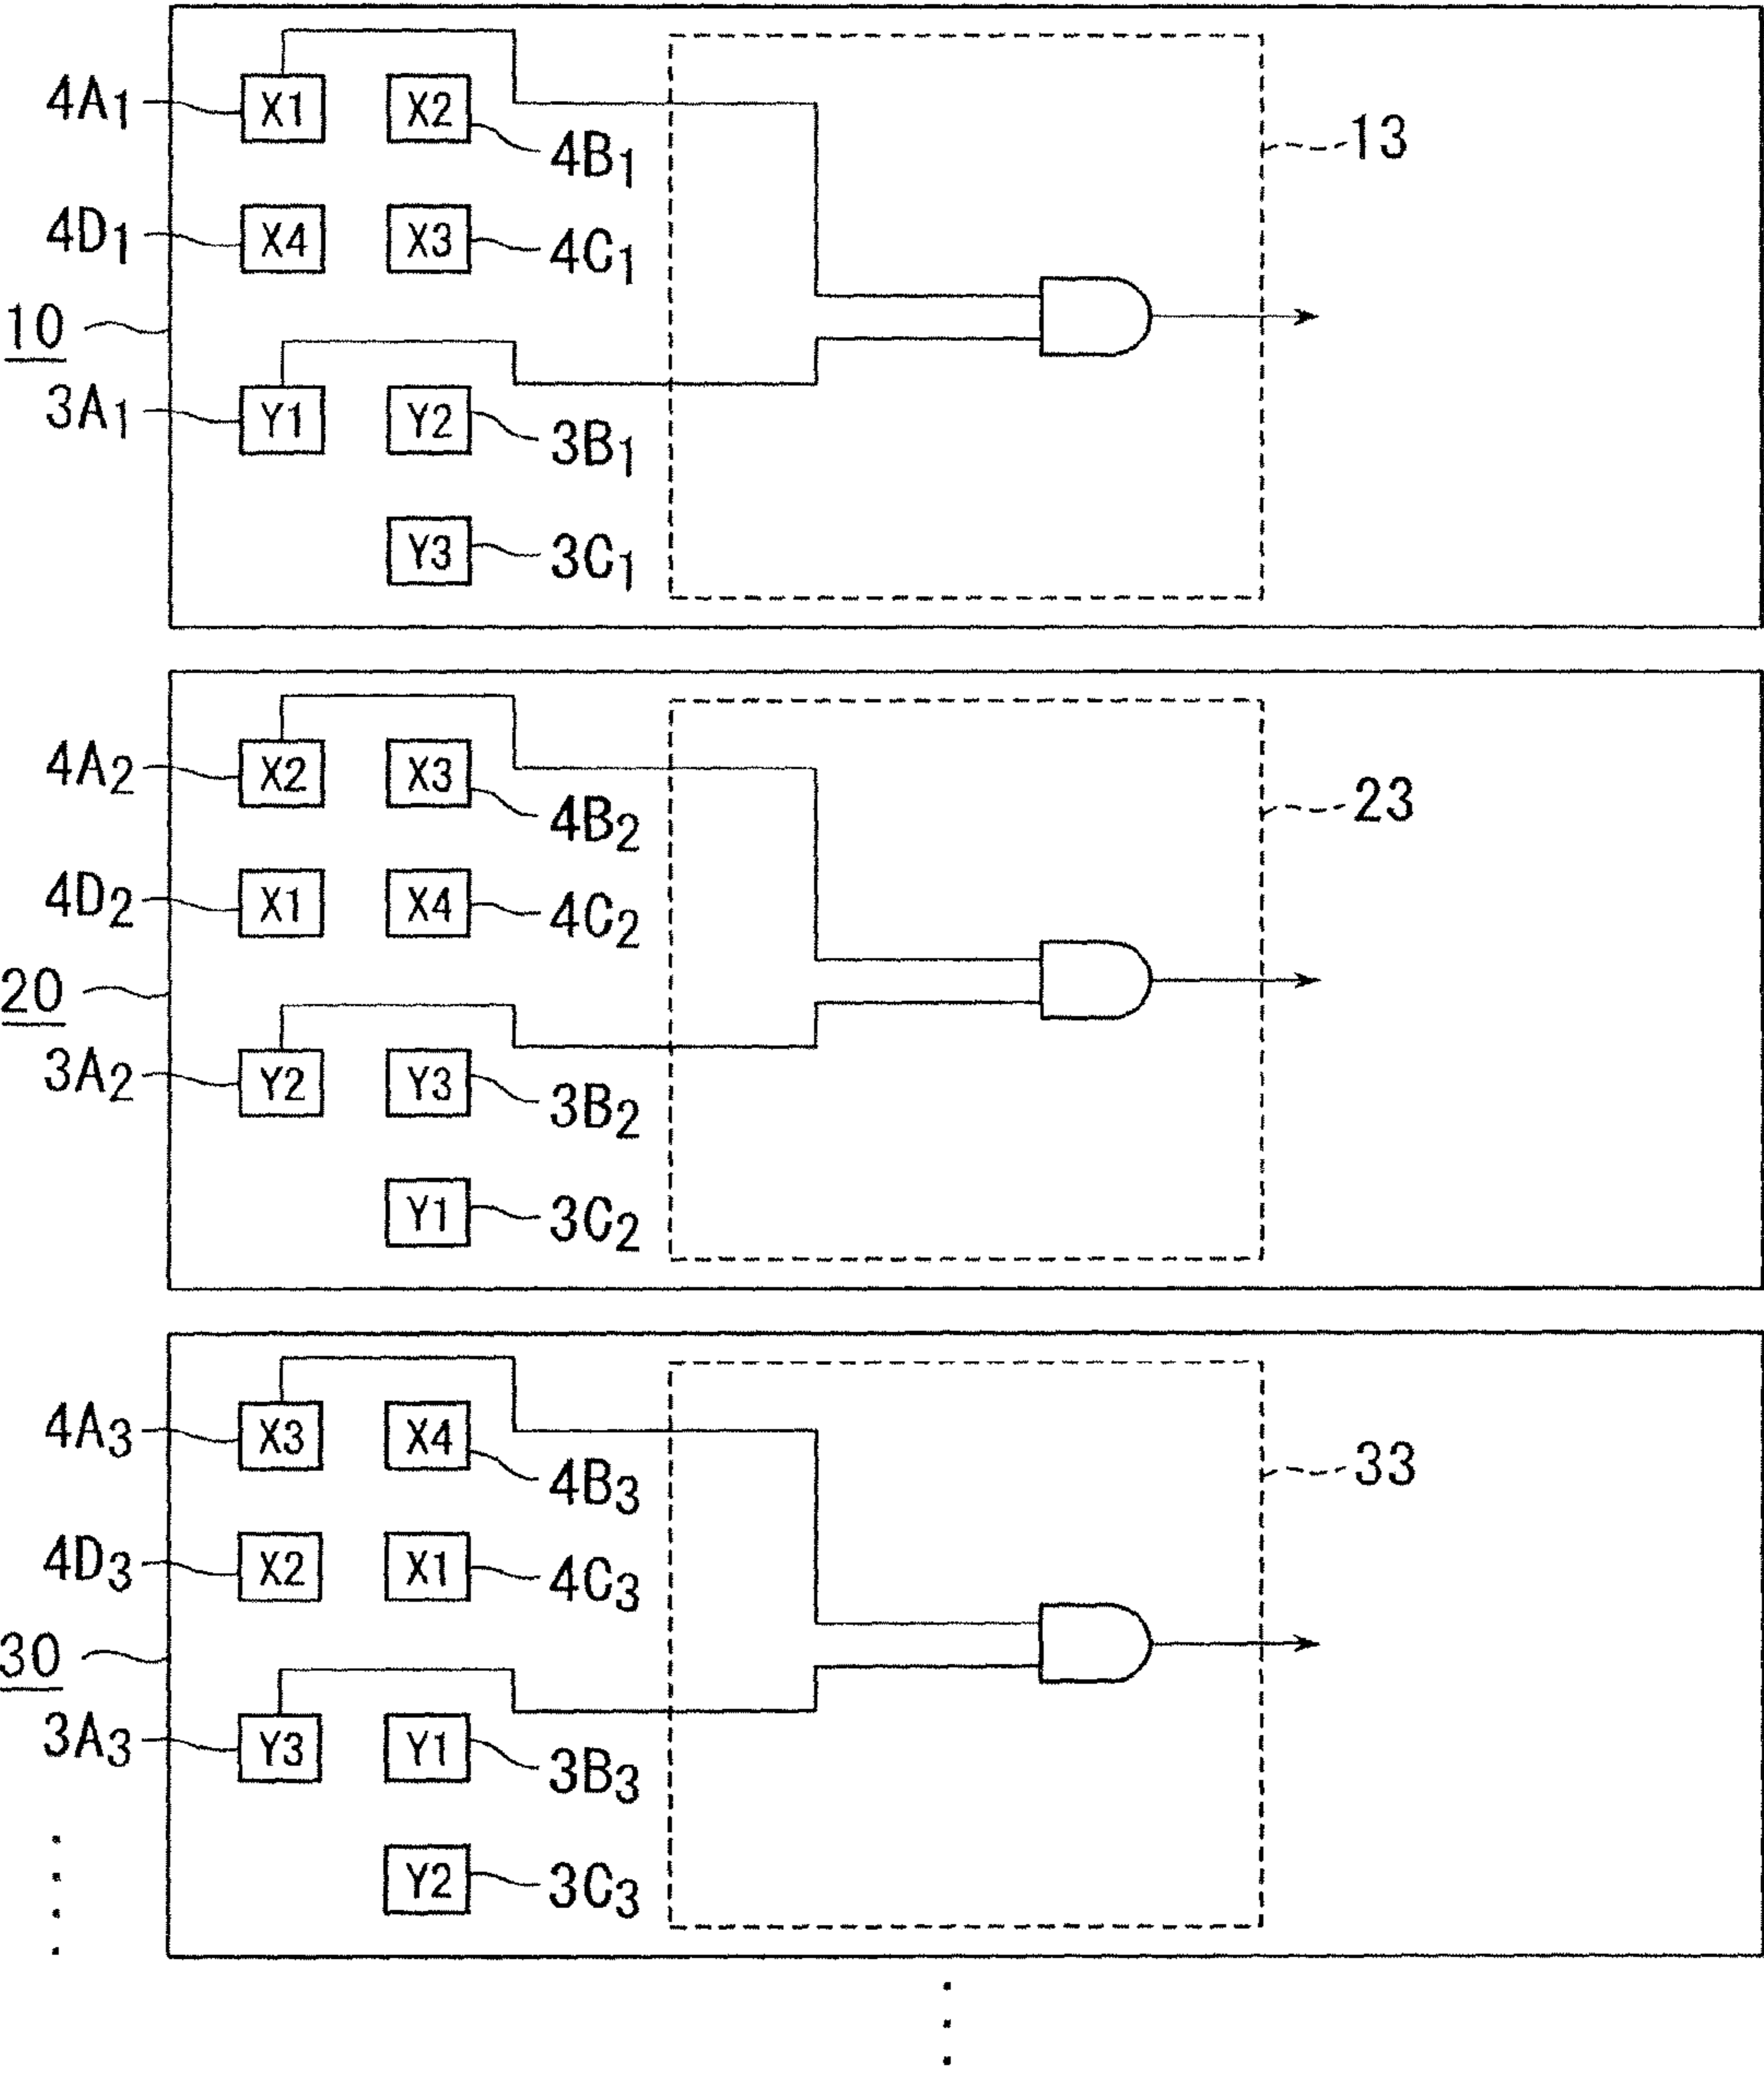 4A1 X1 X2 4B1 13
4D1 X4 X3 4C1
10
3A1 Y1 Y2 3B1
Y3 3C1
4A2 X2 X3 4B2 23
4D2 X1 X4 4C2
20
3A2 Y2 Y3 3B2
Y1 3C2
4A3 X3 X4 4B3 33
4D3 X2 X1 4C3
30
3A3 Y3 Y1 3B3
Y2 3C3